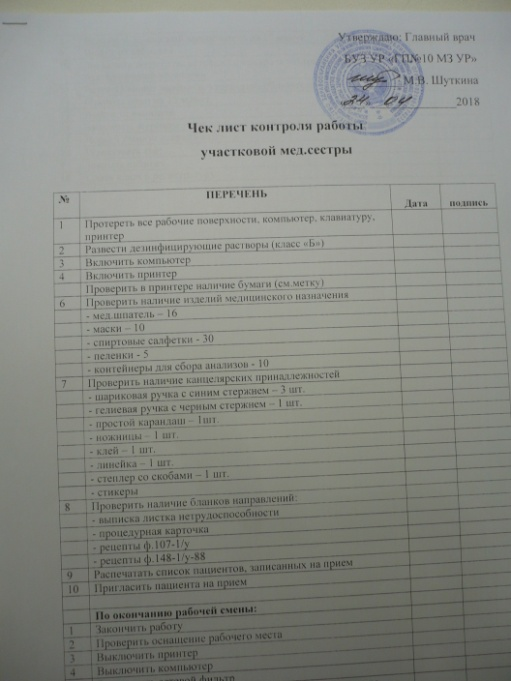 Утверждаю: Главный врач
БУЗ УР «ГП№10 МЗ УР»
М.В. Шуткина
24. 04 2018
Чек лист контроля работы
участковой мед.сестры
№ ПЕРЕЧЕНЬ Дата подпись
1 Протереть все рабочие поверхности, компьютер, клавиатуру,
принтер
2 Развести дезинфицирующие растворы (класс «Б»)
3 Включить компьютер
4 Включить принтер
Проверить в принтере наличие бумаги (см.метку)
6 Проверить наличие изделий медицинского назначения
- мед.шпатель – 16
- маски – 10
- спиртовые салфетки - 30
- пеленки - 5
- контейнеры для сбора анализов - 10
7 Проверить наличие канцелярских принадлежностей
- шариковая ручка с синим стержнем – 3 шт.
- гелиевая ручка с черным стержнем – 1 шт.
- простой карандаш – 1шт.
- ножницы – 1 шт.
- клей – 1 шт.
- линейка – 1 шт.
- степлер со скобами – 1 шт.
- стикеры
8 Проверить наличие бланков направлений:
- выписка листка нетрудоспособности
- процедурная карточка
- рецепты ф.107-1/у
- рецепты ф.148-1/у-88
9 Распечатать список пациентов, записанных на прием
10 Пригласить пациента на прием
По окончанию рабочей смены:
1 Закончить работу
2 Проверить оснащение рабочего места
3 Выключить принтер
4 Выключить компьютер
фильтр